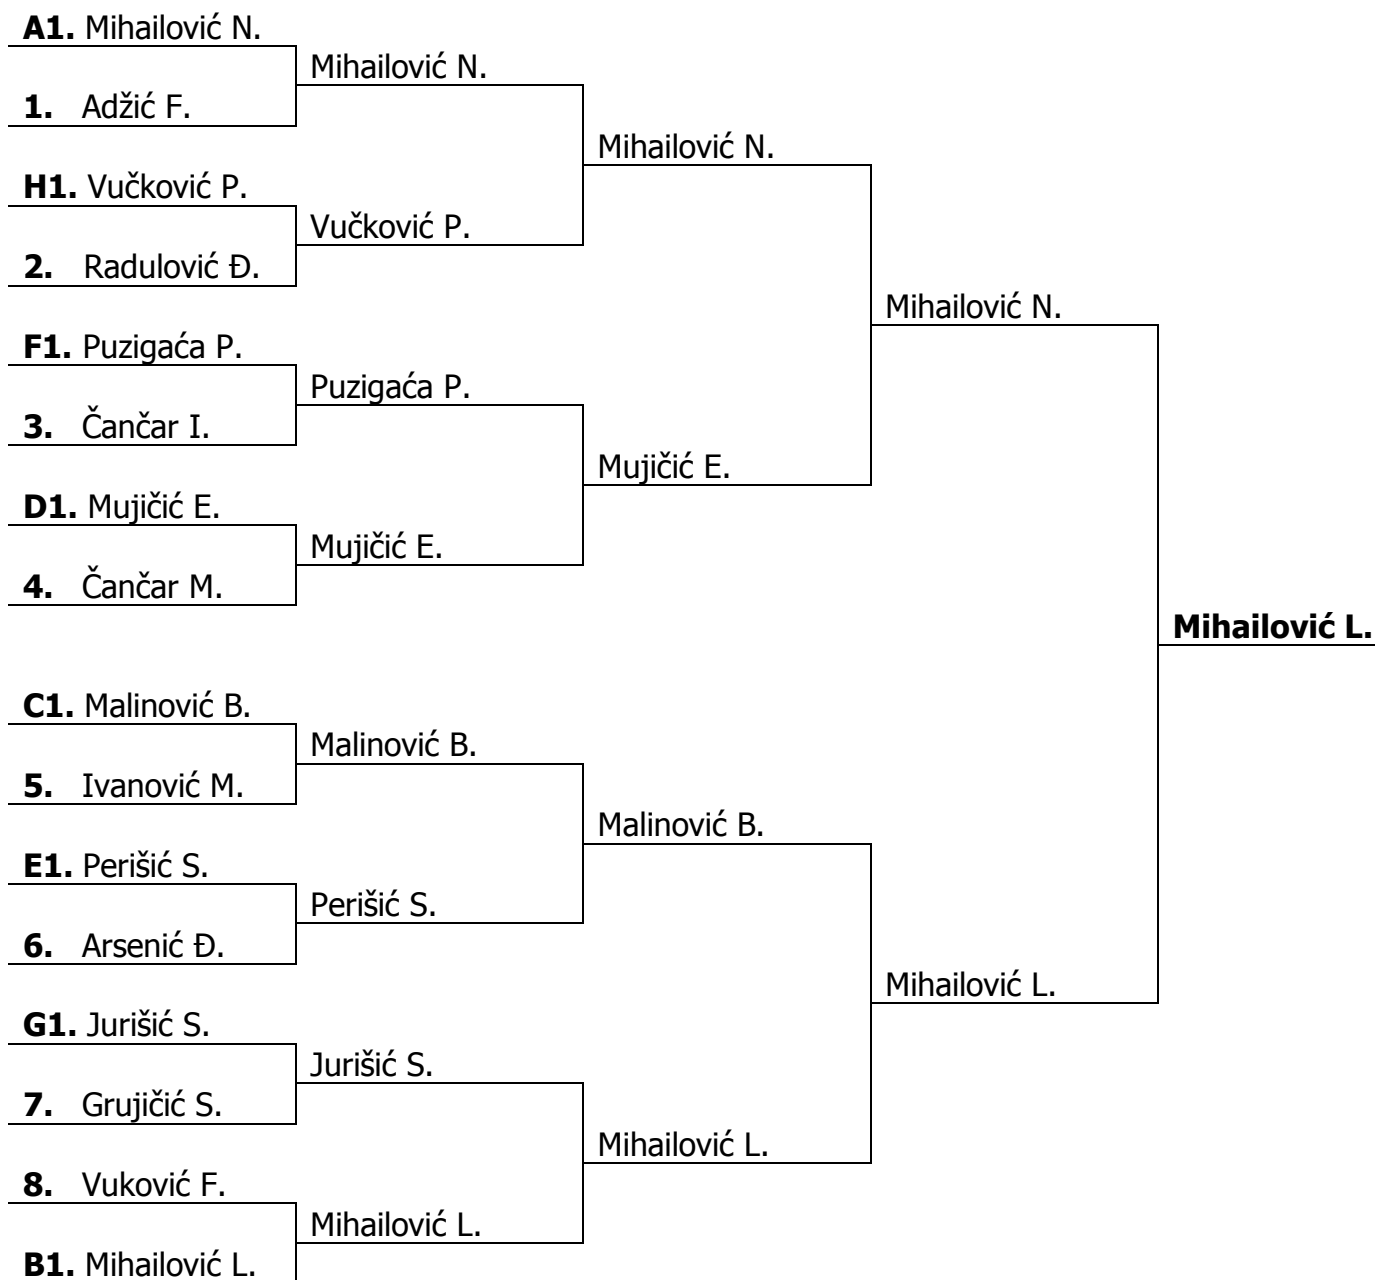 A1. Mihailović N.
Mihailović N.
1. Adžić F.
Mihailović N.
H1. Vučković P.
Vučković P.
2. Radulović Đ.
Mihailović N.
F1. Puzigaća P.
Puzigaća P.
3. Čančar I.
Mujičić E.
D1. Mujičić E.
Mujičić E.
4. Čančar M.
Mihailović L.
C1. Malinović B.
Malinović B.
5. Ivanović M.
Malinović B.
E1. Perišić S.
Perišić S.
6. Arsenić Đ.
Mihailović L.
G1. Jurišić S.
Jurišić S.
7. Grujičić S.
Mihailović L.
8. Vuković F.
Mihailović L.
B1. Mihailović L.